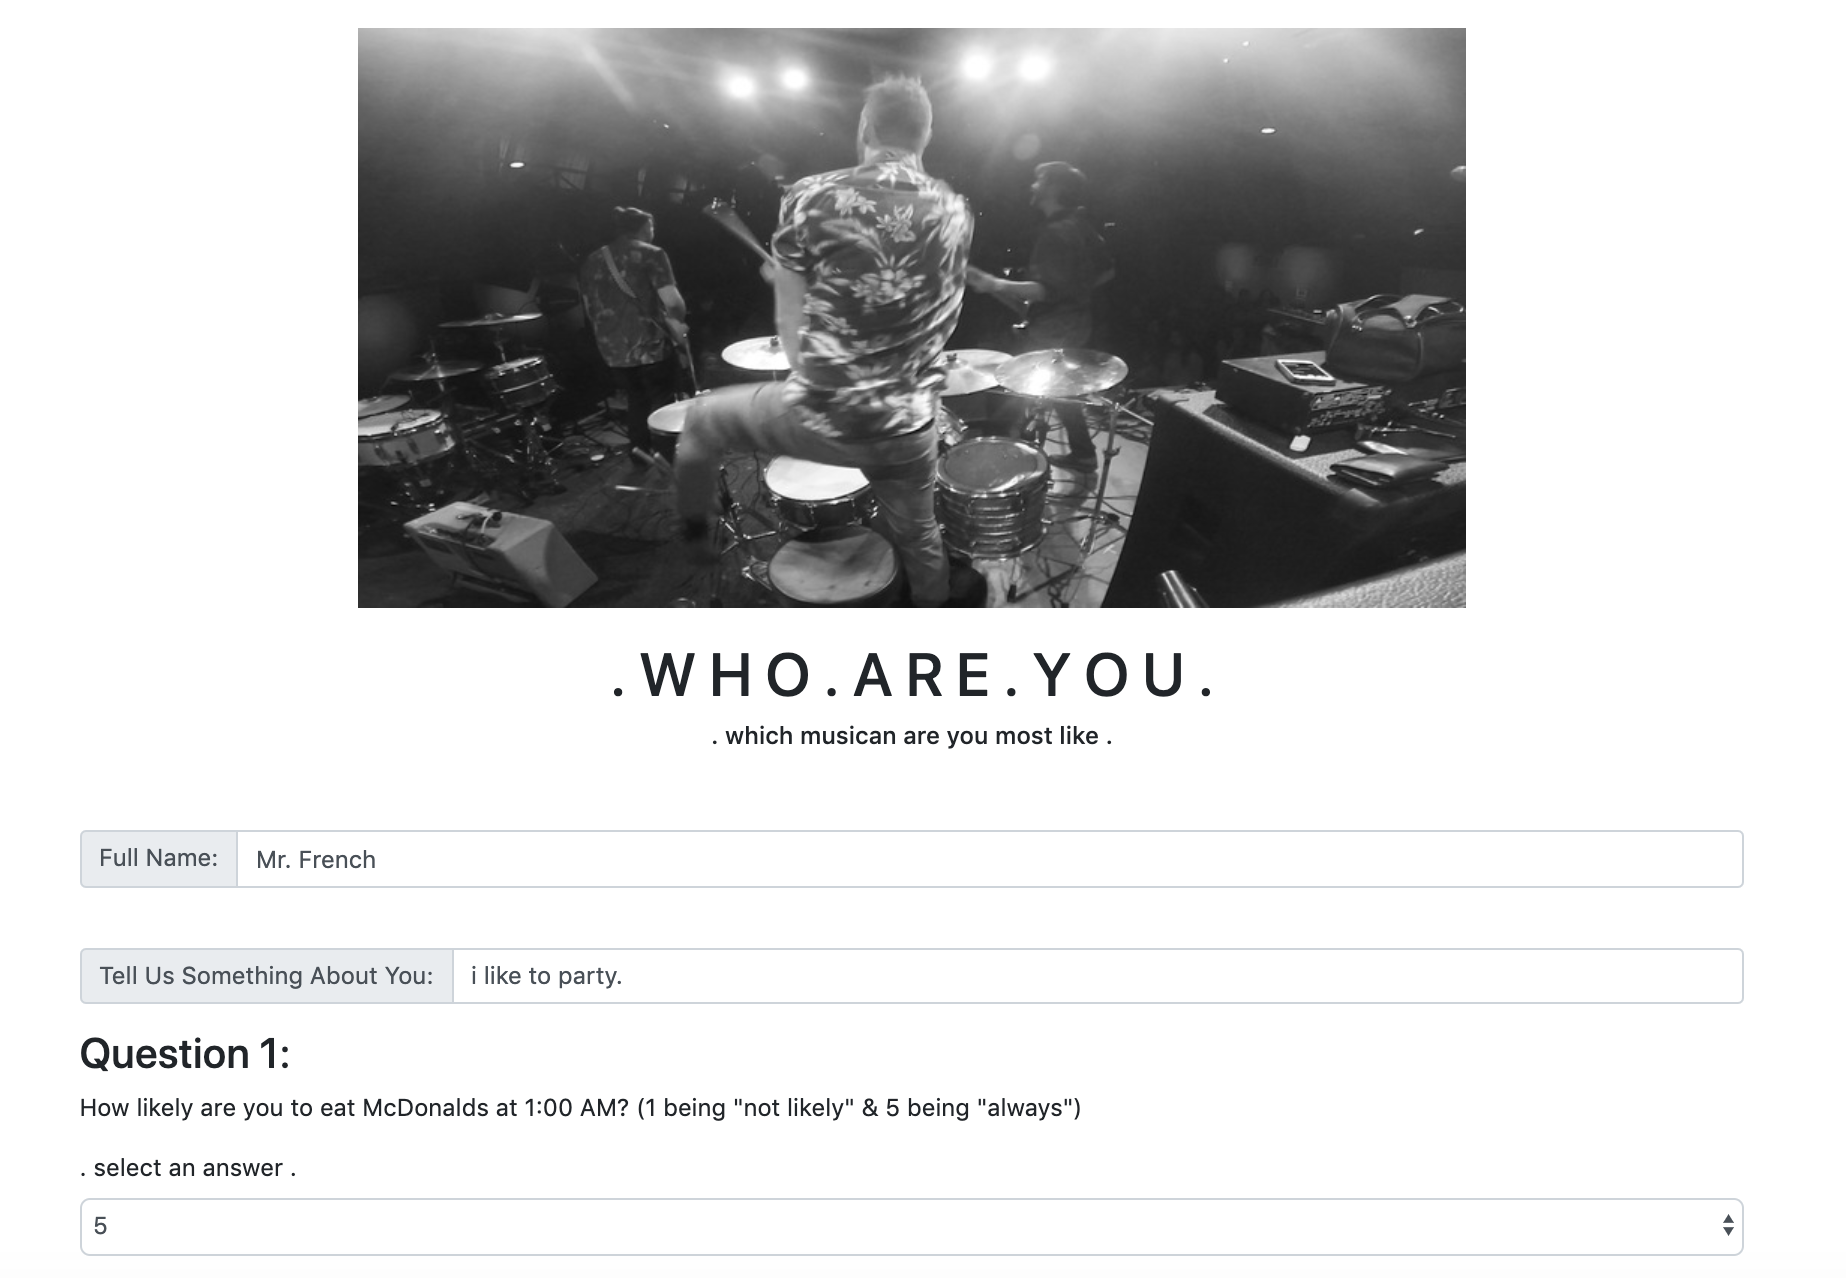 .WHO.ARE.YOU.
. which musican are you most like .
Full Name: Mr. French
Tell Us Something About You: i like to party.
Question 1:
How likely are you to eat McDonalds at 1:00 AM? (1 being "not likely" & 5 being "always")
. select an answer .
5